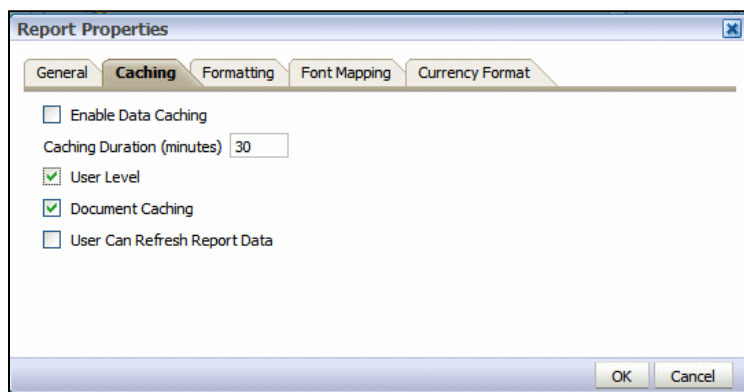 Report Properties
General Caching Formatting Font Mapping Currency Format
Enable Data Caching
Caching Duration (minutes) 30
User Level
Document Caching
User Can Refresh Report Data
OK Cancel